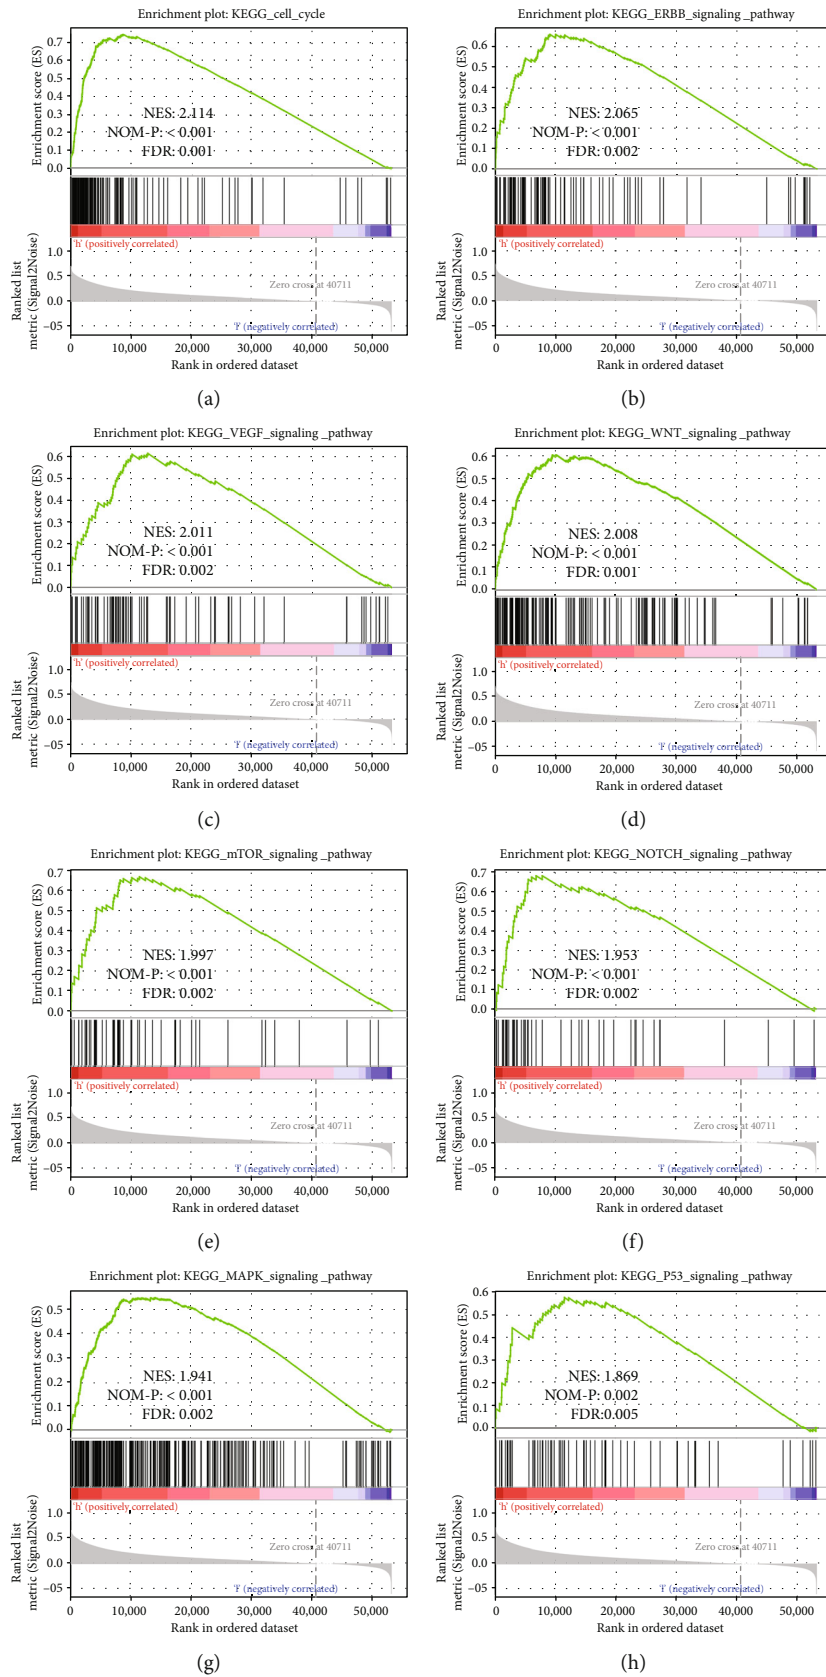 Enrichment plot: KEGG_cell_cycle
Enrichment score (ES)
0.7
0.6
0.5
0.4
0.3
0.2
0.1
0.0
NES: 2.114
NOM-P: < 0.001
FDR: 0.001
'h' (positively correlated)
Ranked list
metric (Signal2Noise)
1.0
0.5
0.0
−05
Zero cross at 40711
'l' (negatively correlated)
0 10,000 20,000 30,000 40,000 50,000
Rank in ordered dataset
(a)
Enrichment plot: KEGG_ERBB_signaling _pathway
Enrichment score (ES)
0.6
0.5
0.4
0.3
0.2
0.1
0.0
NES: 2.065
NOM-P: < 0.001
FDR: 0.002
'h' (positively correlated)
Ranked list
metric (Signal2Noise)
1.0
0.5
0.0
−05
Zero cross at 40711
'l' (negatively correlated)
0 10,000 20,000 30,000 40,000 50,000
Rank in ordered dataset
(b)
Enrichment plot: KEGG_VEGF_signaling _pathway
Enrichment score (ES)
0.6
0.5
0.4
0.3
0.2
0.1
0.0
NES: 2.011
NOM-P: < 0.001
FDR: 0.002
'h' (positively correlated)
Ranked list
metric (Signal2Noise)
1.0
0.5
0.0
−05
Zero cross at 40711
'l' (negatively correlated)
0 10,000 20,000 30,000 40,000 50,000
Rank in ordered dataset
(c)
Enrichment plot: KEGG_WNT_signaling _pathway
Enrichment score (ES)
0.6
0.5
0.4
0.3
0.2
0.1
0.0
NES: 2.008
NOM-P: < 0.001
FDR: 0.001
'h' (positively correlated)
Ranked list
metric (Signal2Noise)
1.0
0.5
0.0
−05
Zero cross at 40711
'l' (negatively correlated)
0 10,000 20,000 30,000 40,000 50,000
Rank in ordered dataset
(d)
Enrichment plot: KEGG_mTOR_signaling _pathway
Enrichment score (ES)
0.7
0.6
0.5
0.4
0.3
0.2
0.1
0.0
NES: 1.997
NOM-P: < 0.001
FDR: 0.002
'h' (positively correlated)
Ranked list
metric (Signal2Noise)
1.0
0.5
0.0
−05
Zero cross at 40711
'l' (negatively correlated)
0 10,000 20,000 30,000 40,000 50,000
Rank in ordered dataset
(e)
Enrichment plot: KEGG_NOTCH_signaling _pathway
Enrichment score (ES)
0.7
0.6
0.5
0.4
0.3
0.2
0.1
0.0
NES: 1.953
NOM-P: < 0.001
FDR: 0.002
'h' (positively correlated)
Ranked list
metric (Signal2Noise)
1.0
0.5
0.0
−05
Zero cross at 40711
'l' (negatively correlated)
0 10,000 20,000 30,000 40,000 50,000
Rank in ordered dataset
(f)
Enrichment plot: KEGG_MAPK_signaling _pathway
Enrichment score (ES)
0.5
0.4
0.3
0.2
0.1
0.0
NES: 1.941
NOM-P: < 0.001
FDR: 0.002
'h' (positively correlated)
Ranked list
metric (Signal2Noise)
1.0
0.5
0.0
−05
Zero cross at 40711
'l' (negatively correlated)
0 10,000 20,000 30,000 40,000 50,000
Rank in ordered dataset
(g)
Enrichment plot: KEGG_P53_signaling _pathway
Enrichment score (ES)
0.6
0.5
0.4
0.3
0.2
0.1
0.0
NES: 1.869
NOM-P: 0.002
FDR:0.005
'h' (positively correlated)
Ranked list
metric (Signal2Noise)
1.0
0.5
0.0
−05
Zero cross at 40711
'l' (negatively correlated)
0 10,000 20,000 30,000 40,000 50,000
Rank in ordered dataset
(h)